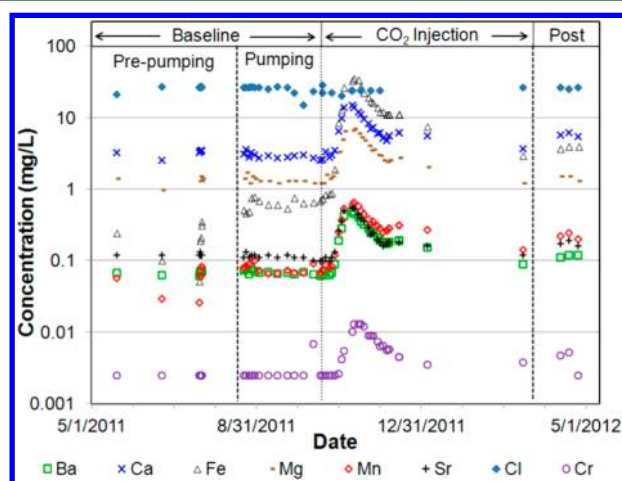 Baseline
CO2 Injection
Post
Pre-pumping
Pumping
Concentration (mg/L)
100
10
1
0.1
0.01
0.001
5/1/2011
8/31/2011
12/31/2011
5/1/2012
Date
Ba Ca Fe Mg Mn Sr Cl Cr